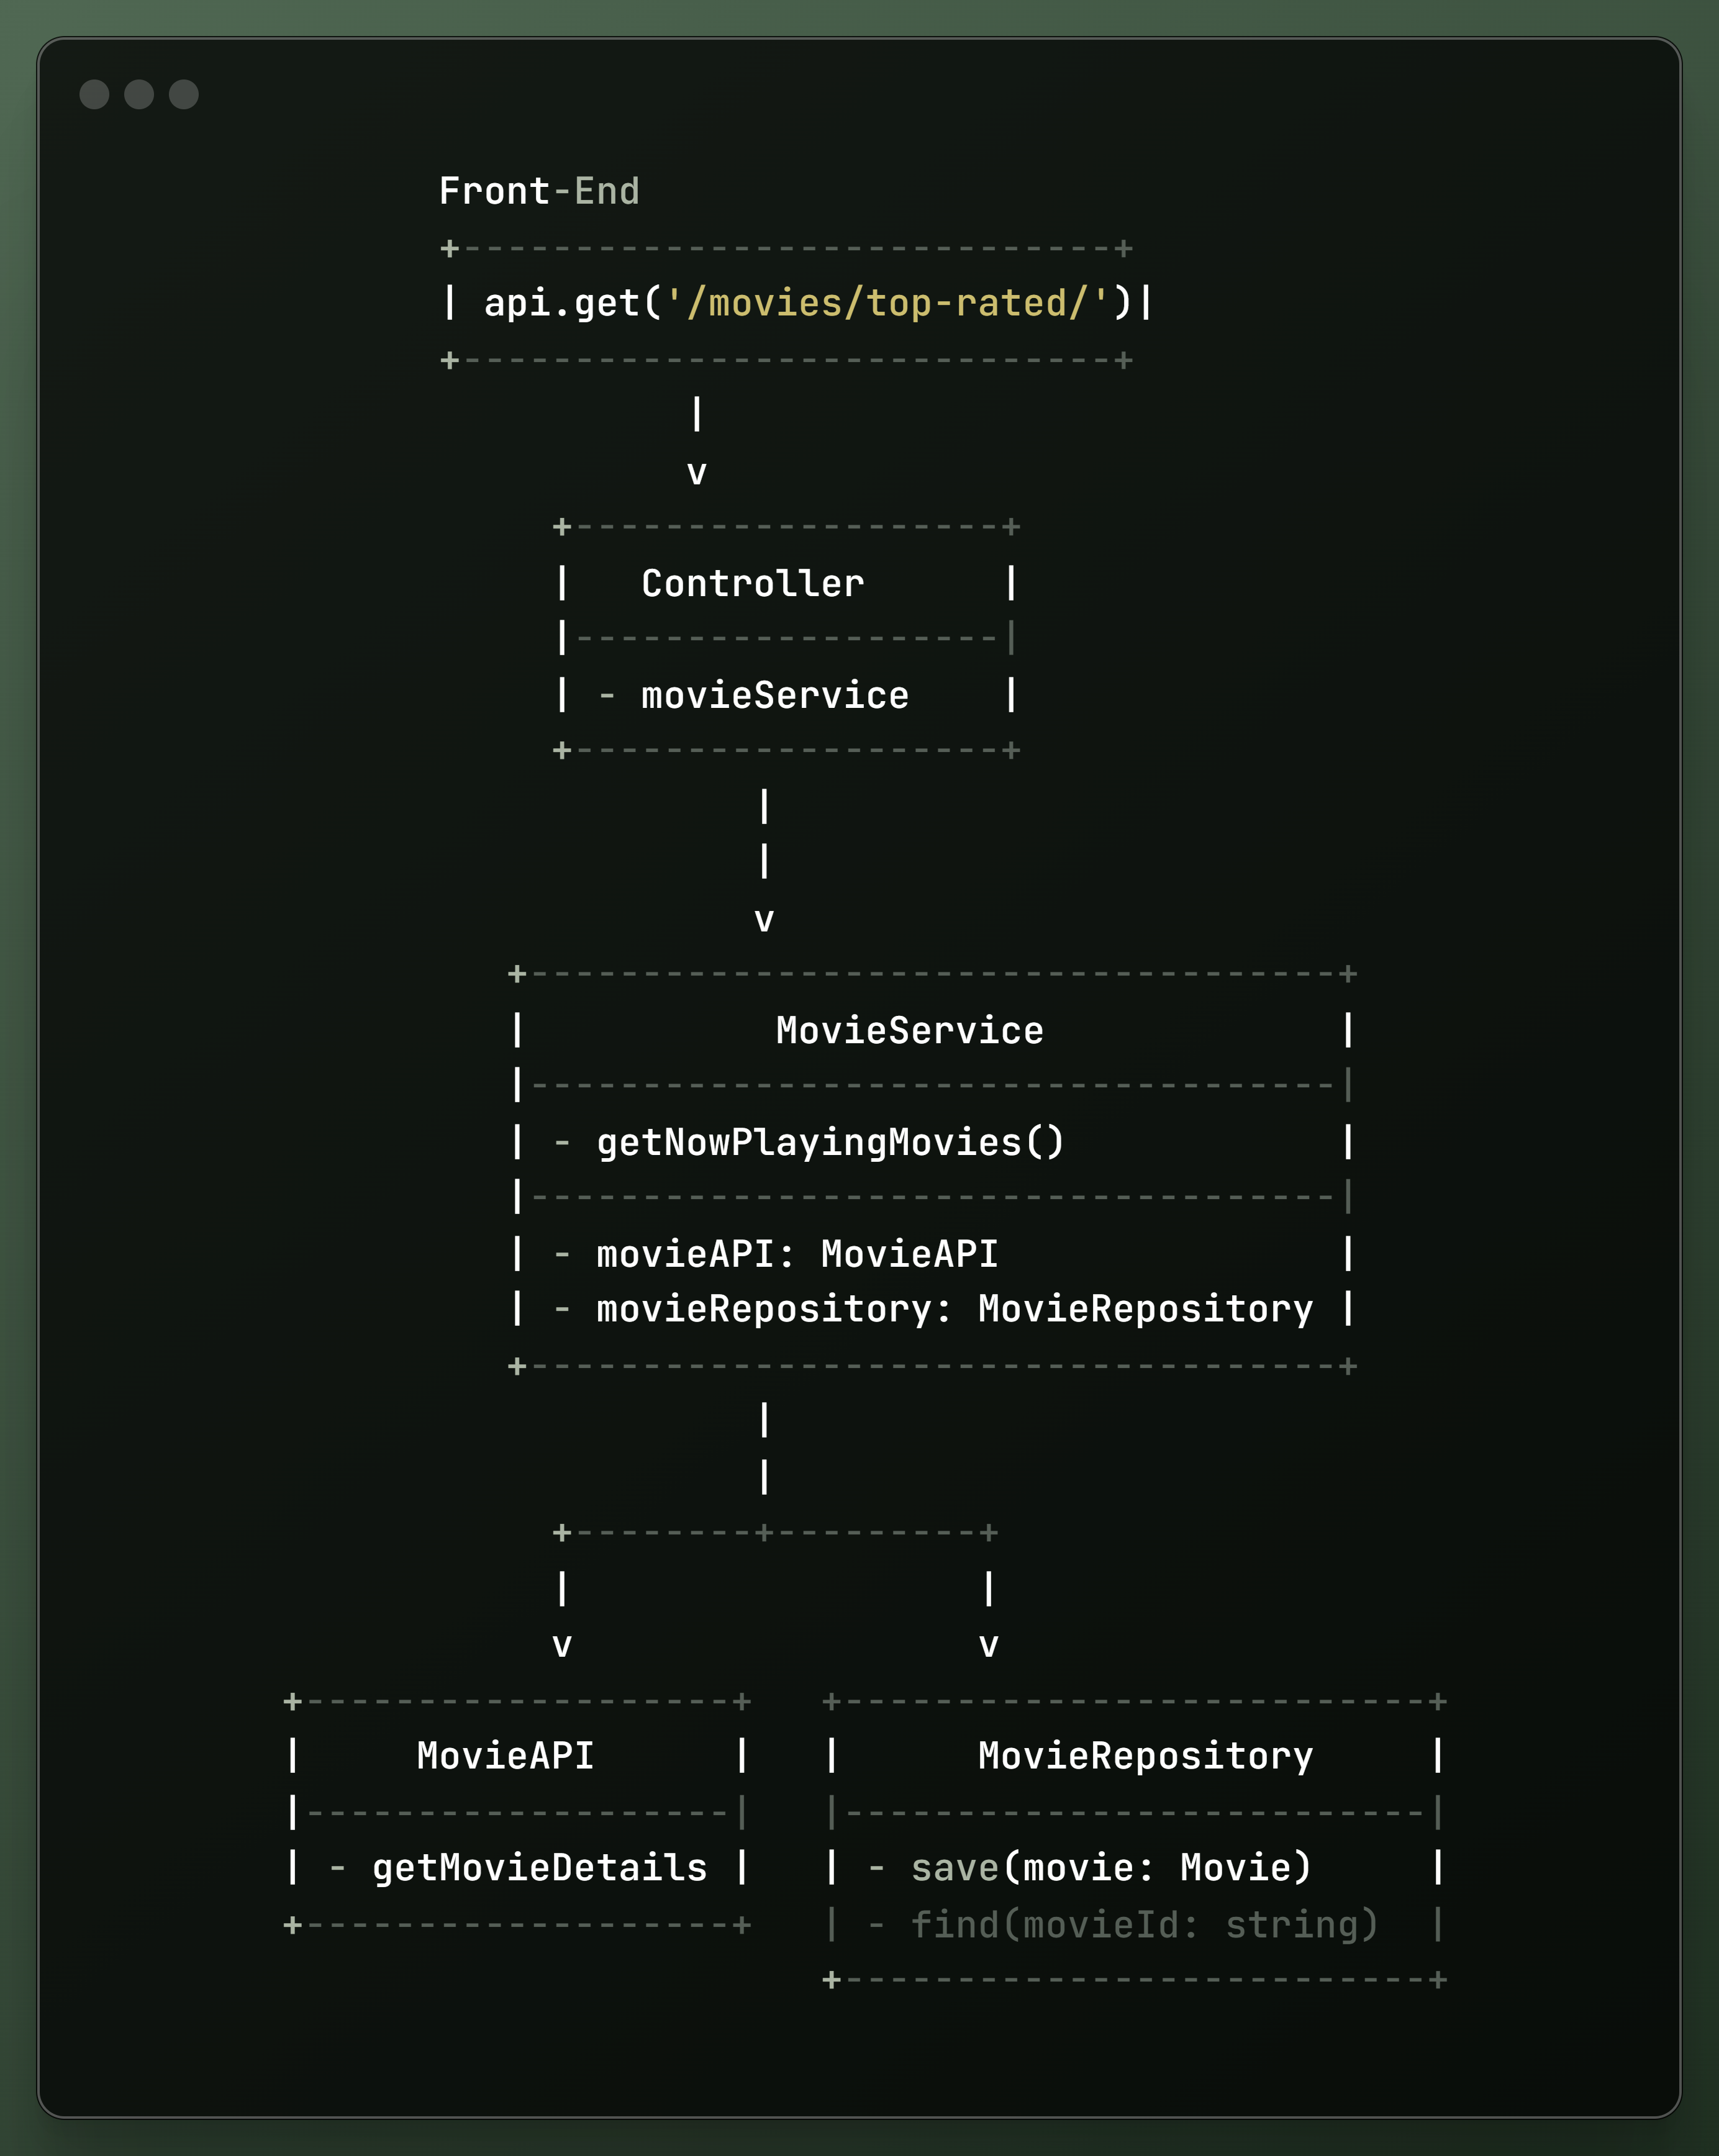 Front-End
+-----------------------------+
| api.get('/movies/top-rated/')|
+-----------------------------+
|
v
+-------------------+
|   Controller      |
|-------------------|
| - movieService    |
+-------------------+
|
|
v
+------------------------------------+
|           MovieService             |
|------------------------------------|
| - getNowPlayingMovies()            |
|------------------------------------|
| - movieAPI: MovieAPI               |
| - movieRepository: MovieRepository |
+------------------------------------+
|
|
+--------+---------+
|                  |
v                  v
+-------------------+   +--------------------------+
|     MovieAPI      |   |      MovieRepository     |
|-------------------|   |--------------------------|
| - getMovieDetails |   | - save(movie: Movie)     |
+-------------------+   | - find(movieId: string)  |
+--------------------------+